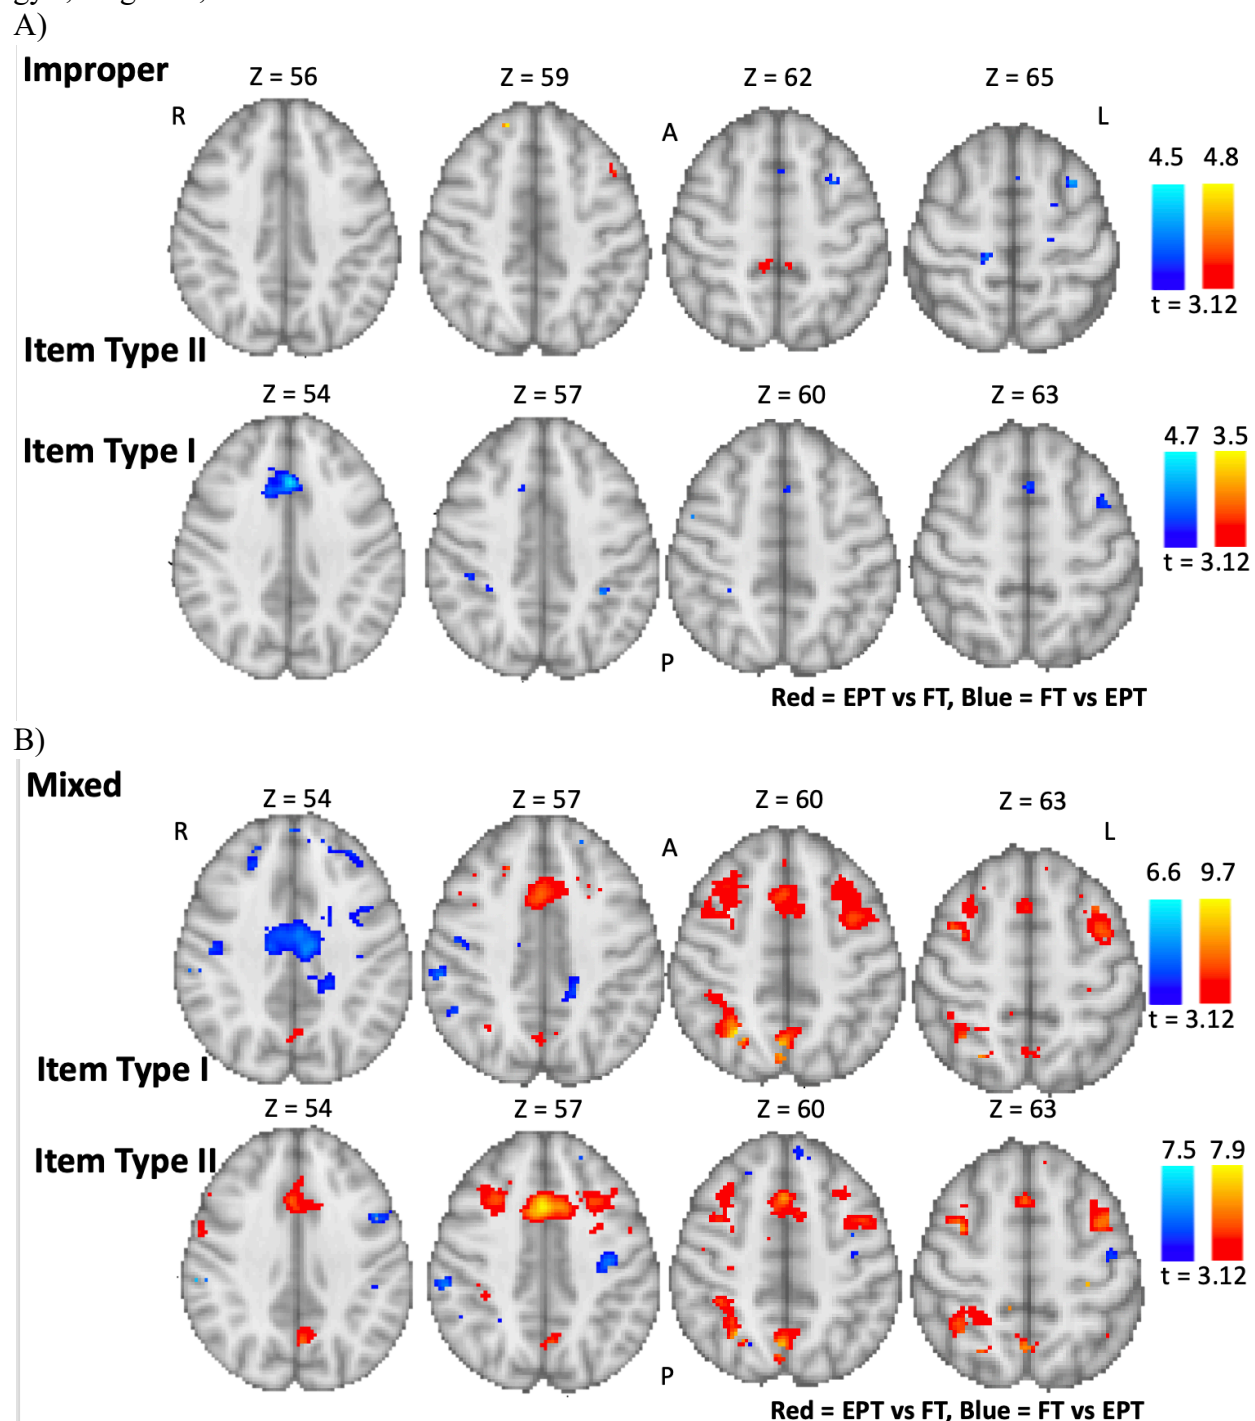 A)
Improper
Z = 56 Z = 59 Z = 62 Z = 65
R A L
4.5 4.8
t = 3.12
Item Type II
Z = 54 Z = 57 Z = 60 Z = 63
Item Type I
4.7 3.5
t = 3.12
P
Red = EPT vs FT, Blue = FT vs EPT
B)
Mixed
Z = 54 Z = 57 Z = 60 Z = 63
R A L
6.6 9.7
t = 3.12
Item Type I
Z = 54 Z = 57 Z = 60 Z = 63
Item Type II
7.5 7.9
t = 3.12
P
Red = EPT vs FT, Blue = FT vs EPT